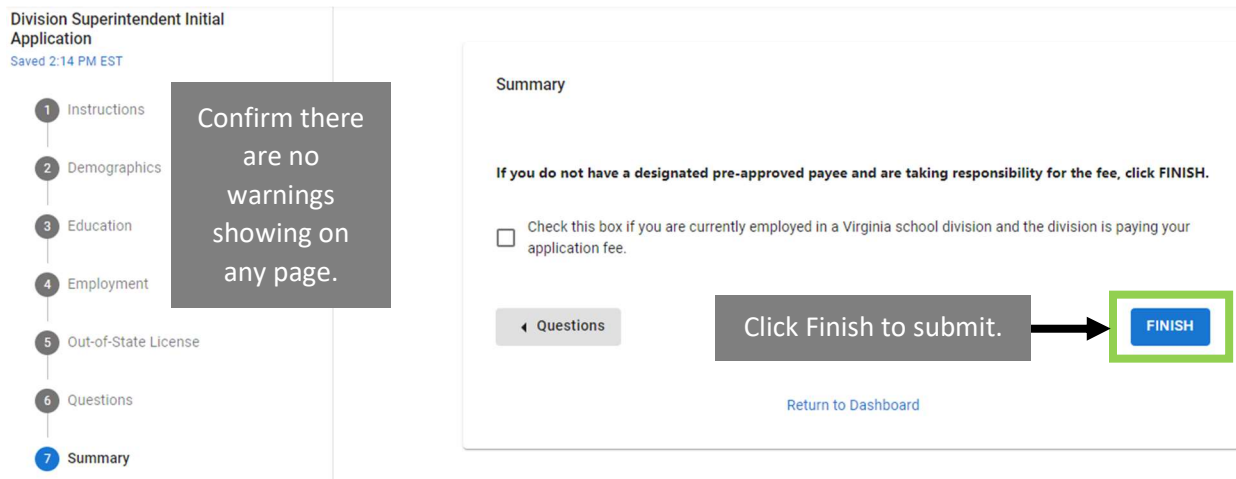 Division Superintendent Initial
Application
Saved 2:14 PM EST
1 Instructions
2 Demographics
3 Education
4 Employment
5 Out-of-State License
6 Questions
7 Summary
Confirm there
are no
warnings
showing on
any page.
Summary
If you do not have a designated pre-approved payee and are taking responsibility for the fee, click FINISH.
Check this box if you are currently employed in a Virginia school division and the division is paying your
application fee.
Questions
Click Finish to submit.
FINISH
Return to Dashboard